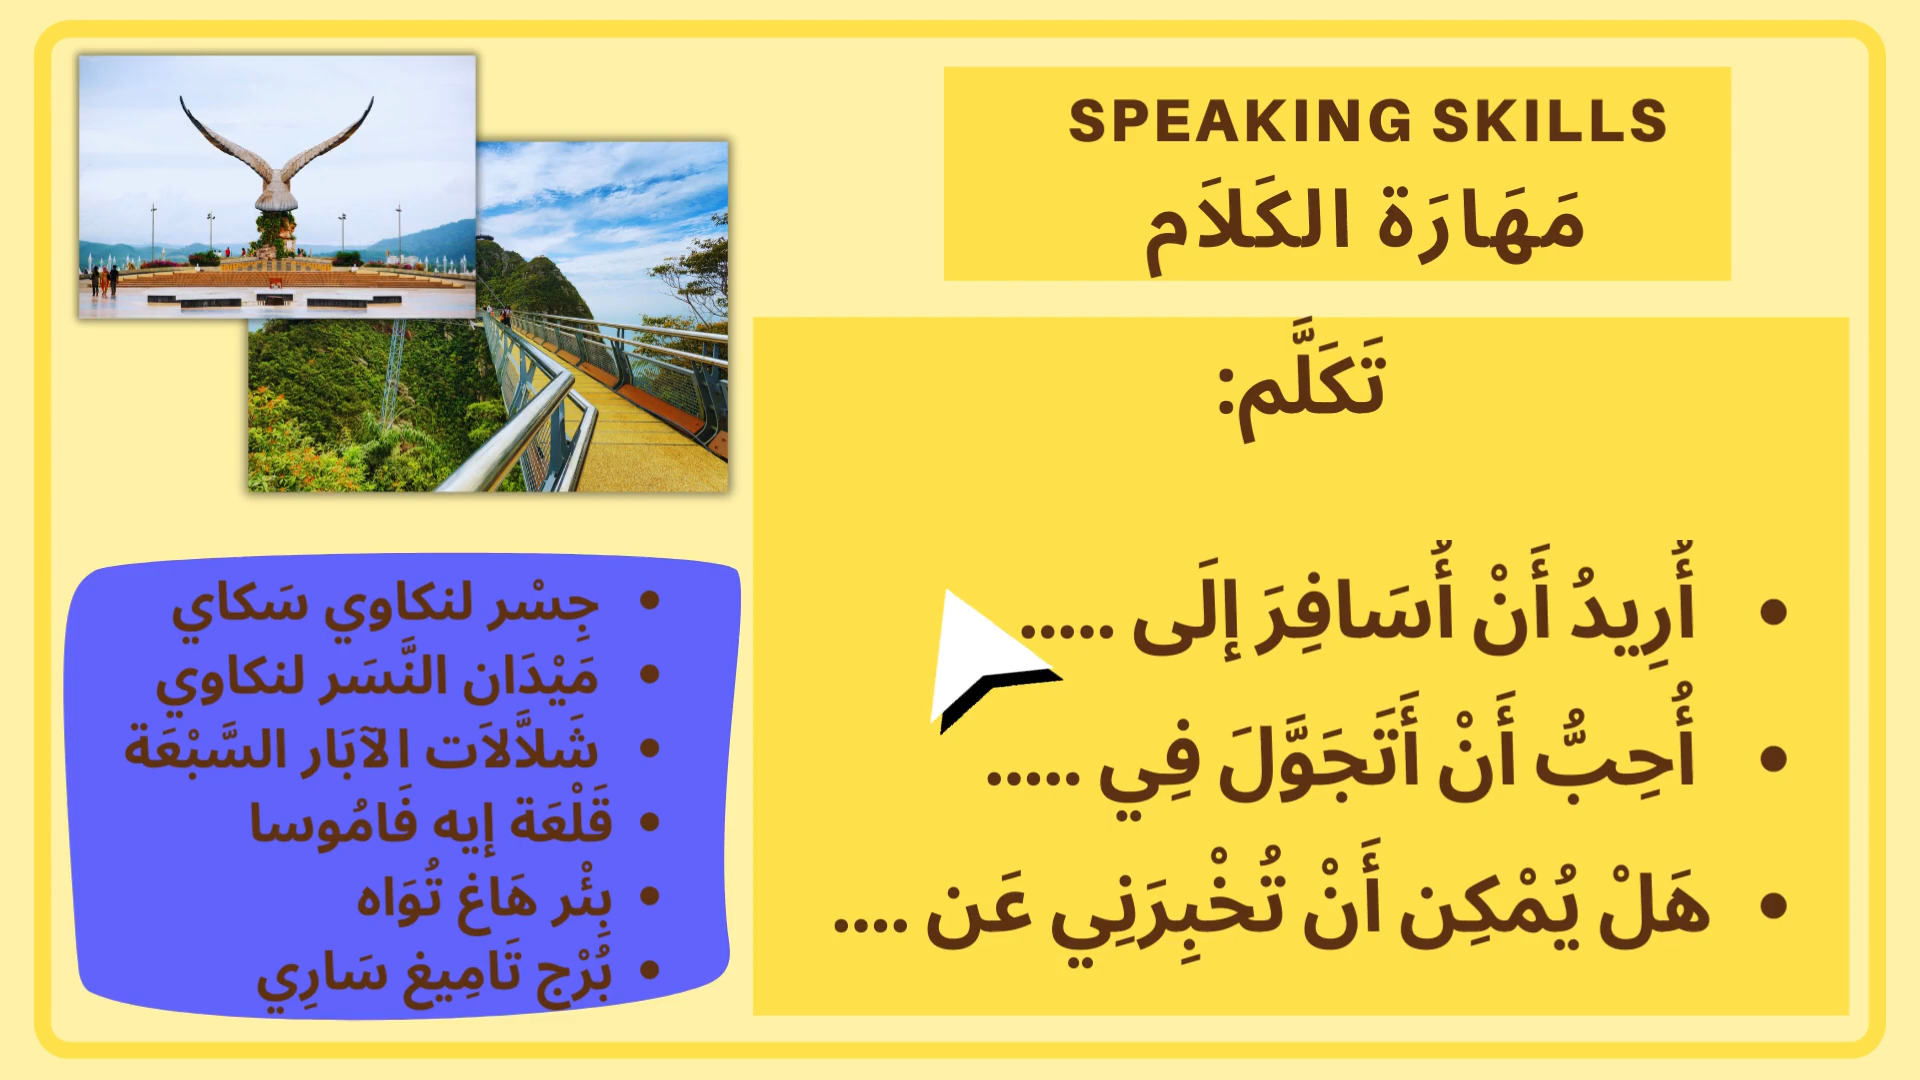 SPEAKING SKILLS
مَهَارَة الكَلاَم
تَكَلَّم:
• أُرِيدُ أَنْ أُسَافِرَ إلَى .....
• أُحِبُّ أَنْ أَتَجَوَّلَ فِي .....
• هَلْ يُمْكِن أَنْ تُخْبِرَنِي عَن ....
• جِسْر لنكاوي سَكاي
• مَيْدَان النَّسَر لنكاوي
• شَلاَّلاَت الآبَار السَّبْعَة
• قَلْعَة إيه فَامُوسا
• بِئْر هَاغ تُوَاه
• بُرْج تَامِيغ سَارِي